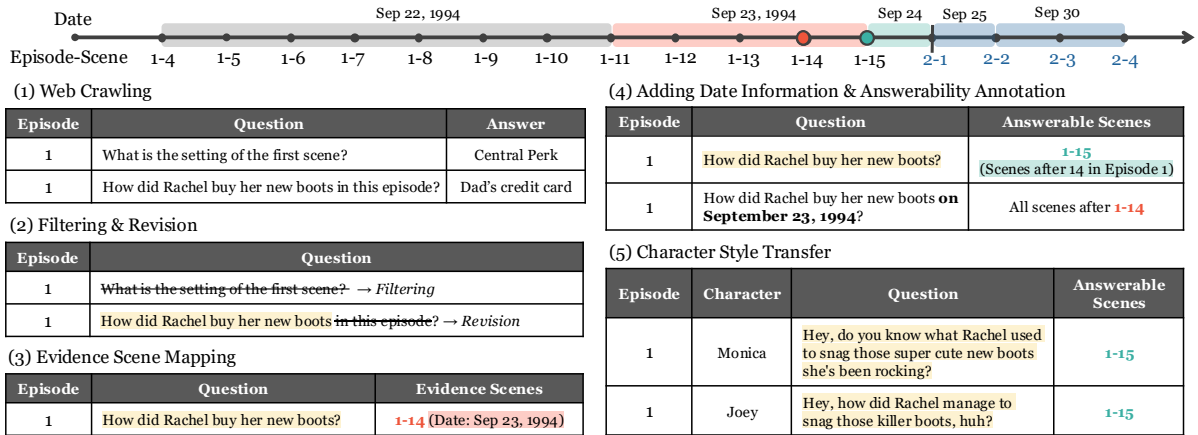 Date
Sep 22, 1994
Sep 23, 1994
Sep 24
Sep 25
Sep 30
Episode-Scene
1-4
1-5
1-6
1-7
1-8
1-9
1-10
1-11
1-12
1-13
1-14
1-15
2-1
2-2
2-3
2-4
(1) Web Crawling
Episode Question Answer
1 What is the setting of the first scene? Central Perk
1 How did Rachel buy her new boots in this episode? Dad's credit card
(2) Filtering & Revision
Episode Question
1 What is the setting of the first scene? → Filtering
1 How did Rachel buy her new boots in this episode? → Revision
(3) Evidence Scene Mapping
Episode Question Evidence Scenes
1 How did Rachel buy her new boots? 1-14 (Date: Sep 23, 1994)
(4) Adding Date Information & Answerability Annotation
Episode Question Answerable Scenes
1 How did Rachel buy her new boots? 1-15
(Scenes after 14 in Episode 1)
1 How did Rachel buy her new boots on
September 23, 1994? All scenes after 1-14
(5) Character Style Transfer
Episode Character Question Answerable
Scenes
1 Monica Hey, do you know what Rachel used
to snag those super cute new boots
she's been rocking? 1-15
1 Joey Hey, how did Rachel manage to
snag those killer boots, huh? 1-15